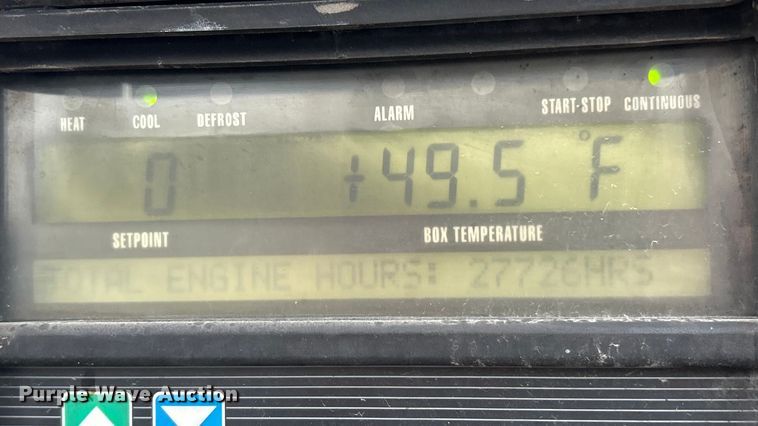 HEAT COOL DEFROST ALARM START-STOP CONTINUOUS
0 +49.5 °F
SETPOINT BOX TEMPERATURE
TOTAL ENGINE HOURS: 27726HRS
Purple Wave Auction